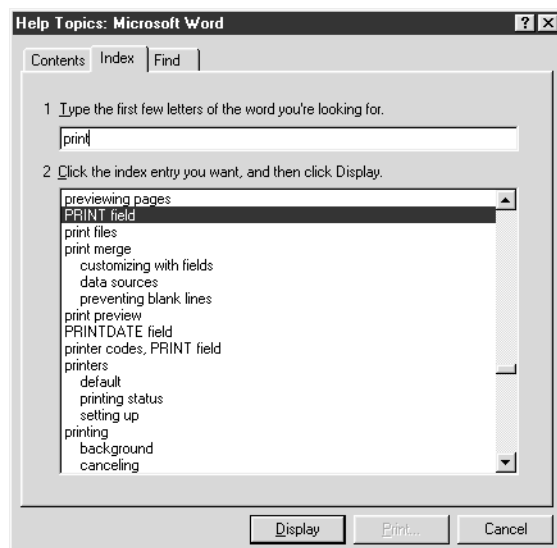 Help Topics: Microsoft Word
Contents Index Find
1 Type the first few letters of the word you're looking for.
print
2 Click the index entry you want, and then click Display.
previewing pages
PRINT field
print files
print merge
customizing with fields
data sources
preventing blank lines
print preview
PRINTDATE field
printer codes, PRINT field
printers
default
printing status
setting up
printing
background
canceling
Display Print... Cancel